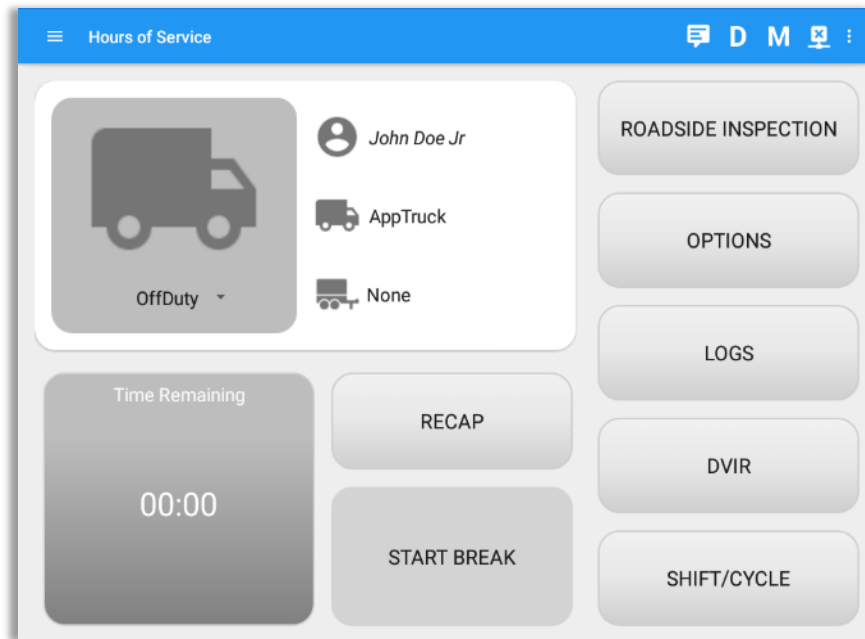 Hours of Service
D M
John Doe Jr
AppTruck
None
OffDuty
Time Remaining
00:00
RECAP
START BREAK
ROADSIDE INSPECTION
OPTIONS
LOGS
DVIR
SHIFT/CYCLE